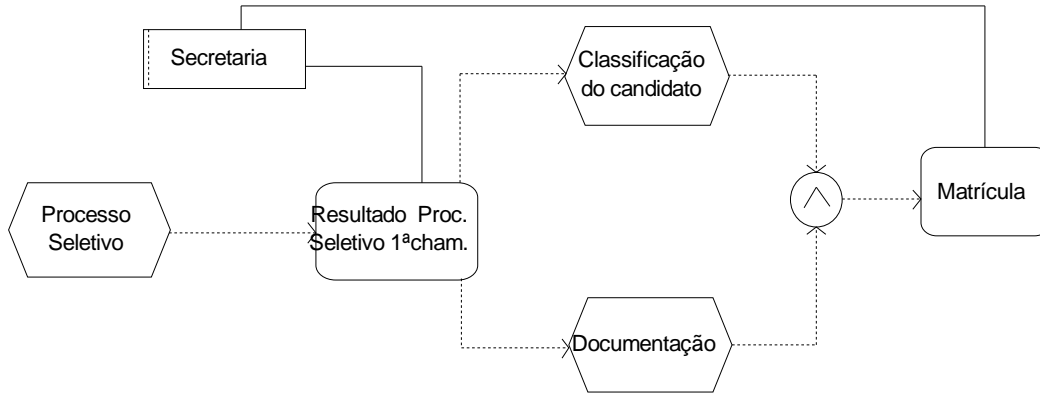 Secretaria
Classificação
do candidato
Processo
Seletivo
Resultado Proc.
Seletivo 1ªcham.
Matrícula
Documentação